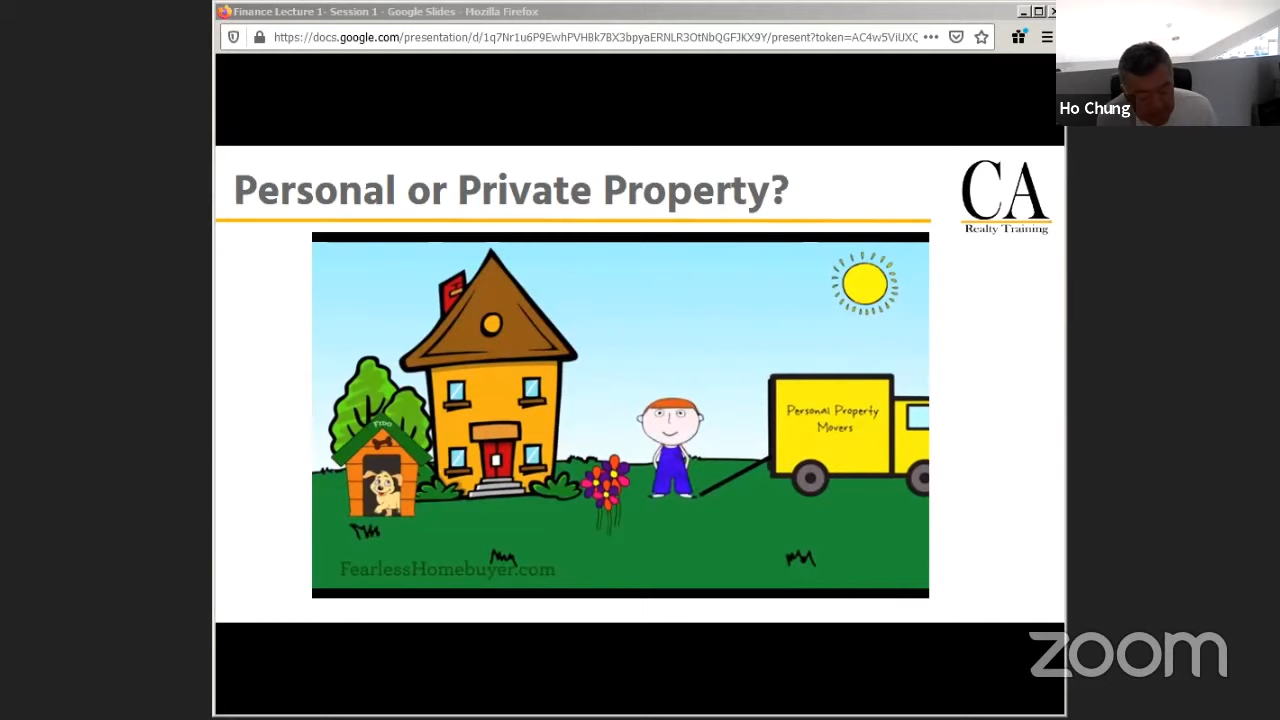 Finance Lecture 1- Session 1 - Google Slides - Mozilla Firefox
https://docs.google.com/presentation/d/1q7Nr1u6P9EwhPVHBk7BX3bpyaERNLR3OtNbQGFJKX9Y/present?token=AC4w5ViUXC
Ho Chung
Personal or Private Property?
CA
Realty Training
Personal Property
Movers
FIDO
FearlessHomebuyer.com
zoom